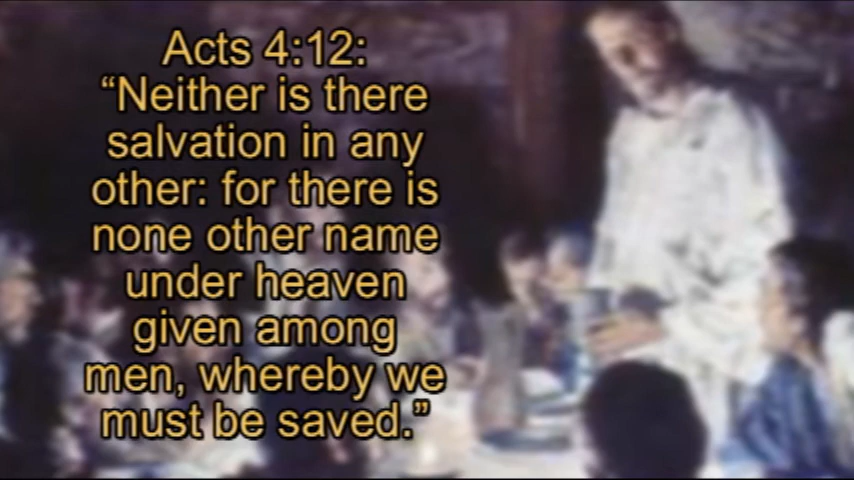 Acts 4:12:
“Neither is there
salvation in any
other: for there is
none other name
under heaven
given among
men, whereby we
must be saved.”